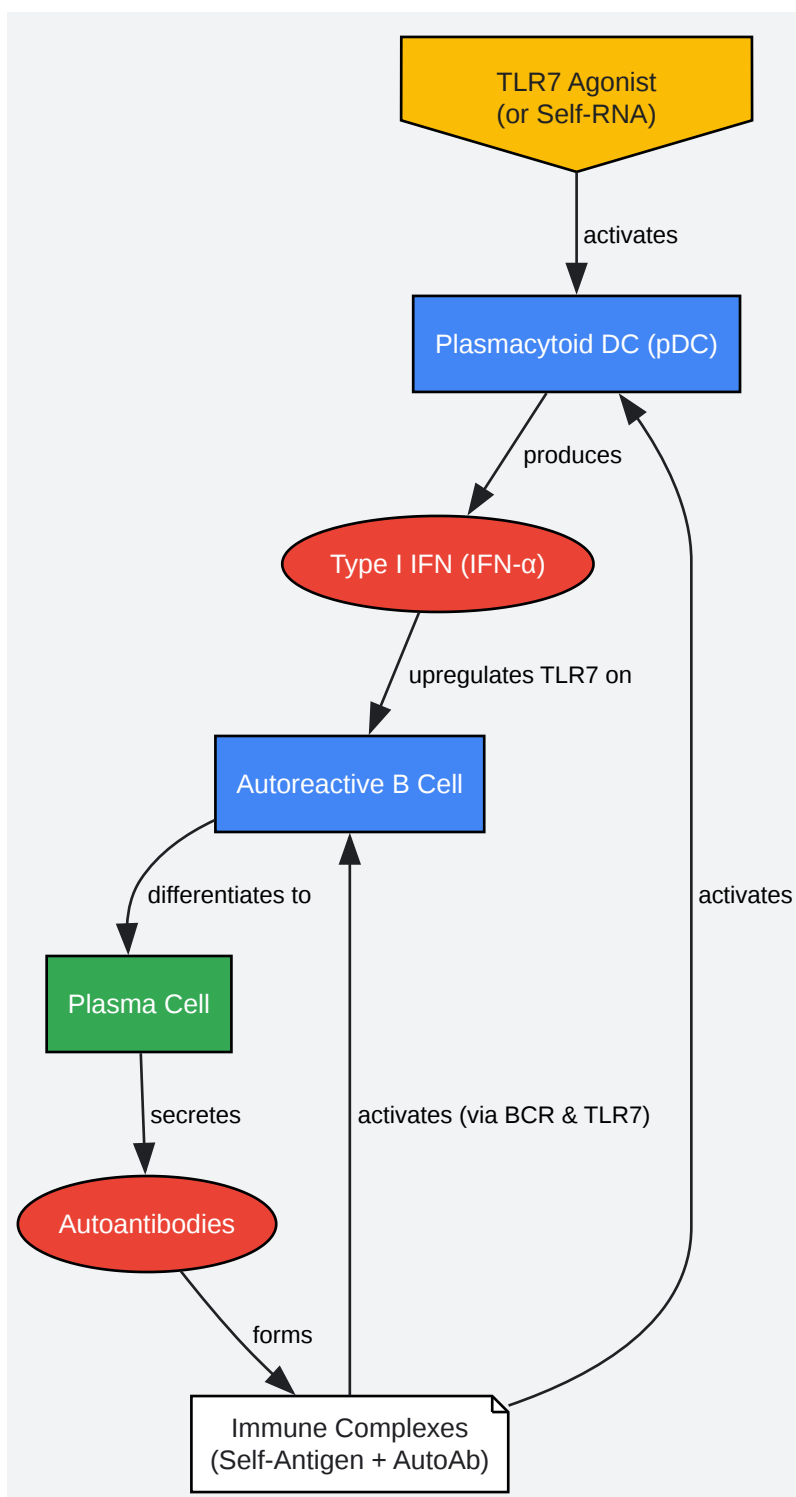 TLR7 Agonist
(or Self-RNA)
activates
Plasmacytoid DC (pDC)
produces
Type I IFN (IFN-α)
upregulates TLR7 on
Autoreactive B Cell
differentiates to
activates
Plasma Cell
secretes
activates (via BCR & TLR7)
Autoantibodies
forms
Immune Complexes
(Self-Antigen + AutoAb)